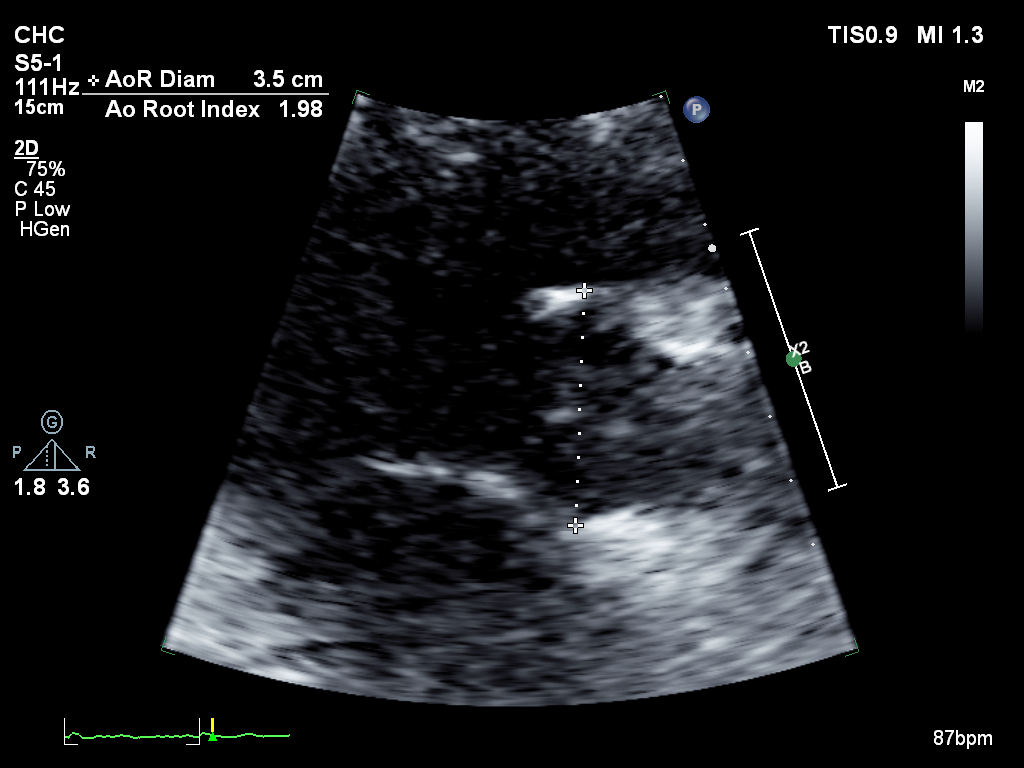 CHC
TIS0.9 MI 1.3
S5-1
111Hz
15cm
AoR Diam 3.5 cm
Ao Root Index 1.98
M2
P
2D
75%
C 45
P Low
HGen
X2
B
G
P R
1.8 3.6
87bpm